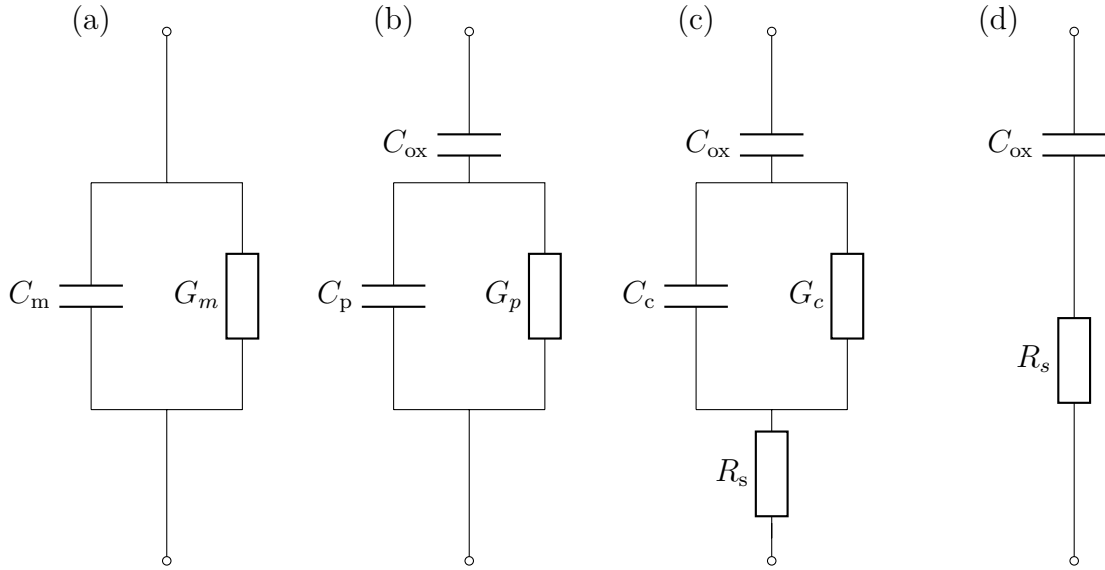 (a) (b) (c) (d)
C_ox C_ox C_ox
C_m G_m C_p G_p C_c G_c
R_s
R_s